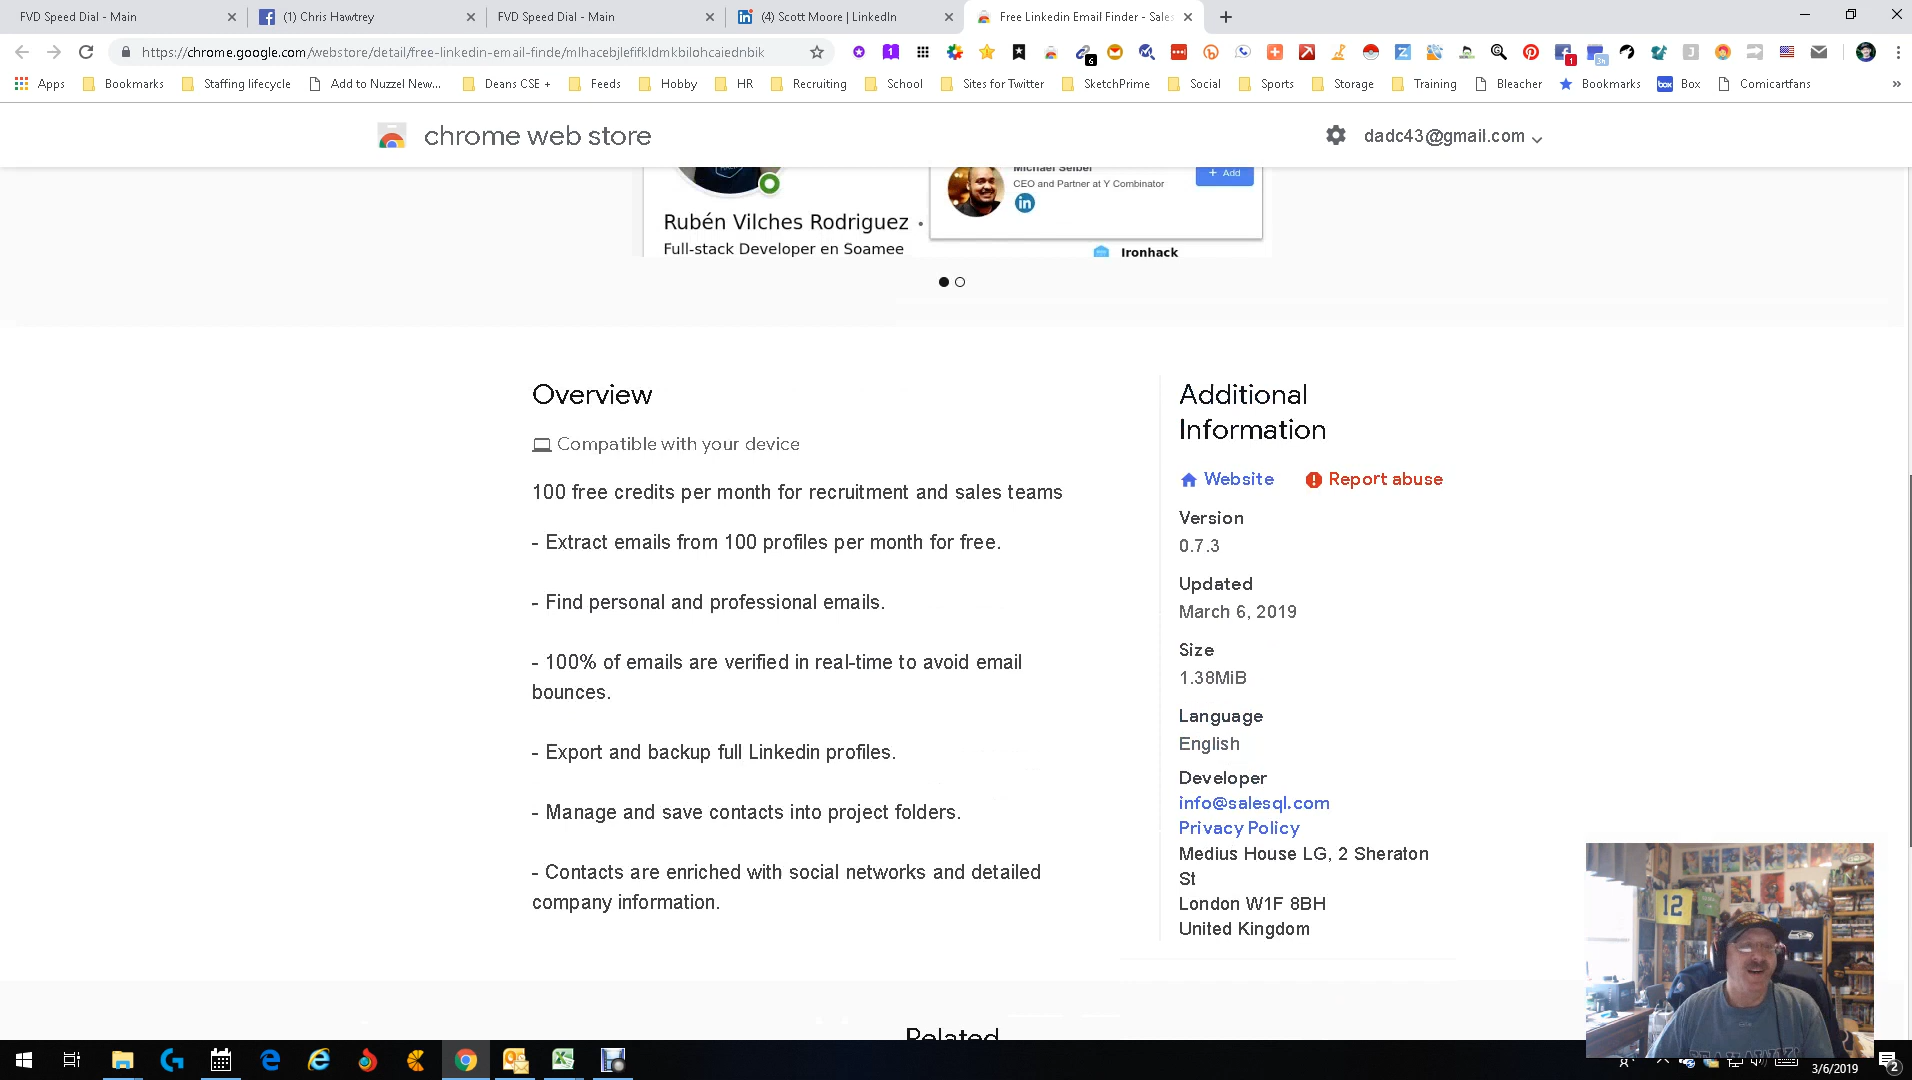 FVD Speed Dial - Main
(1) Chris Hawtrey
FVD Speed Dial - Main
(4) Scott Moore | LinkedIn
Free Linkedin Email Finder - Sales
https://chrome.google.com/webstore/detail/free-linkedin-email-finde/mlhacebjlefifkldmkbilohcaiednbik
Apps
Bookmarks
Staffing lifecycle
Add to Nuzzel New...
Deans CSE +
Feeds
Hobby
HR
Recruiting
School
Sites for Twitter
SketchPrime
Social
Sports
Storage
Training
Bleacher
Bookmarks
box
Box
Comicartfans
»
chrome web store
dadc43@gmail.com
Michael Seibel
CEO and Partner at Y Combinator
+ Add
in
Rubén Vilches Rodriguez •
Full-stack Developer en Soamee
Ironhack
Overview
Compatible with your device
100 free credits per month for recruitment and sales teams
- Extract emails from 100 profiles per month for free.
- Find personal and professional emails.
- 100% of emails are verified in real-time to avoid email
bounces.
- Export and backup full Linkedin profiles.
- Manage and save contacts into project folders.
- Contacts are enriched with social networks and detailed
company information.
Additional
Information
Website
Report abuse
Version
0.7.3
Updated
March 6, 2019
Size
1.38MiB
Language
English
Developer
info@salesql.com
Privacy Policy
Medius House LG, 2 Sheraton
St
London W1F 8BH
United Kingdom
12
Related
3/6/2019
2